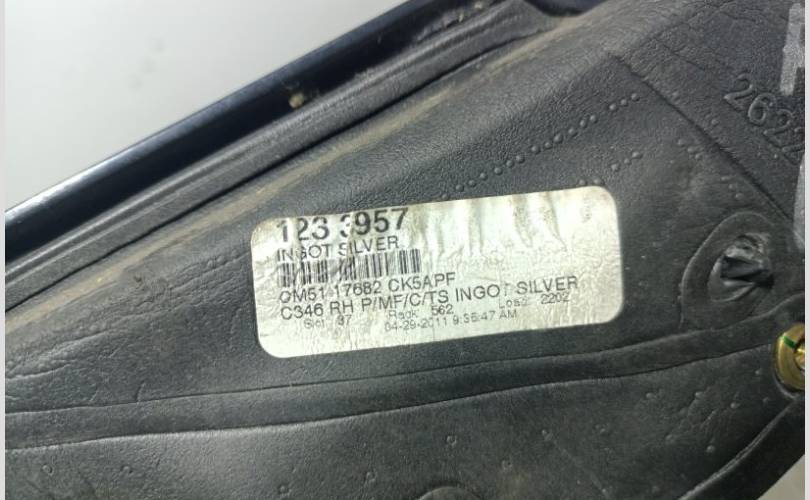 123 3957
INGOT SILVER
CM51 17682 CK5APF
C346 RH P/MF/C/TS INGOT SILVER
Slot: 37 Rack: 562 Load: 2202
04-29-2011 9:35:47 AM
2622